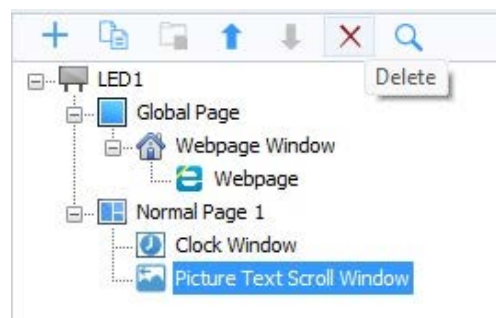 Delete
LED1
Global Page
Webpage Window
Webpage
Normal Page 1
Clock Window
Picture Text Scroll Window